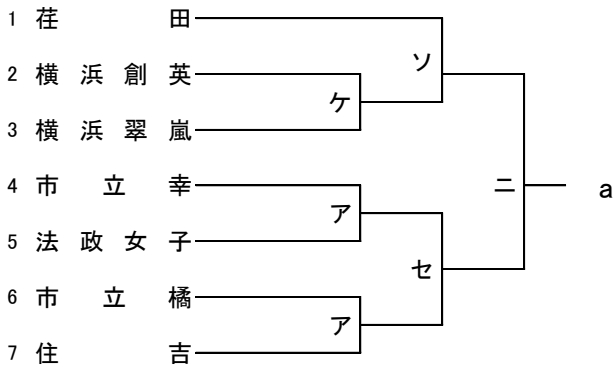 1 荏田
ソ
2 横浜創英
ケ
3 横浜翠嵐
4 市立幸
ア
ニ
a
5 法政女子
セ
6 市立橘
ア
7 住吉